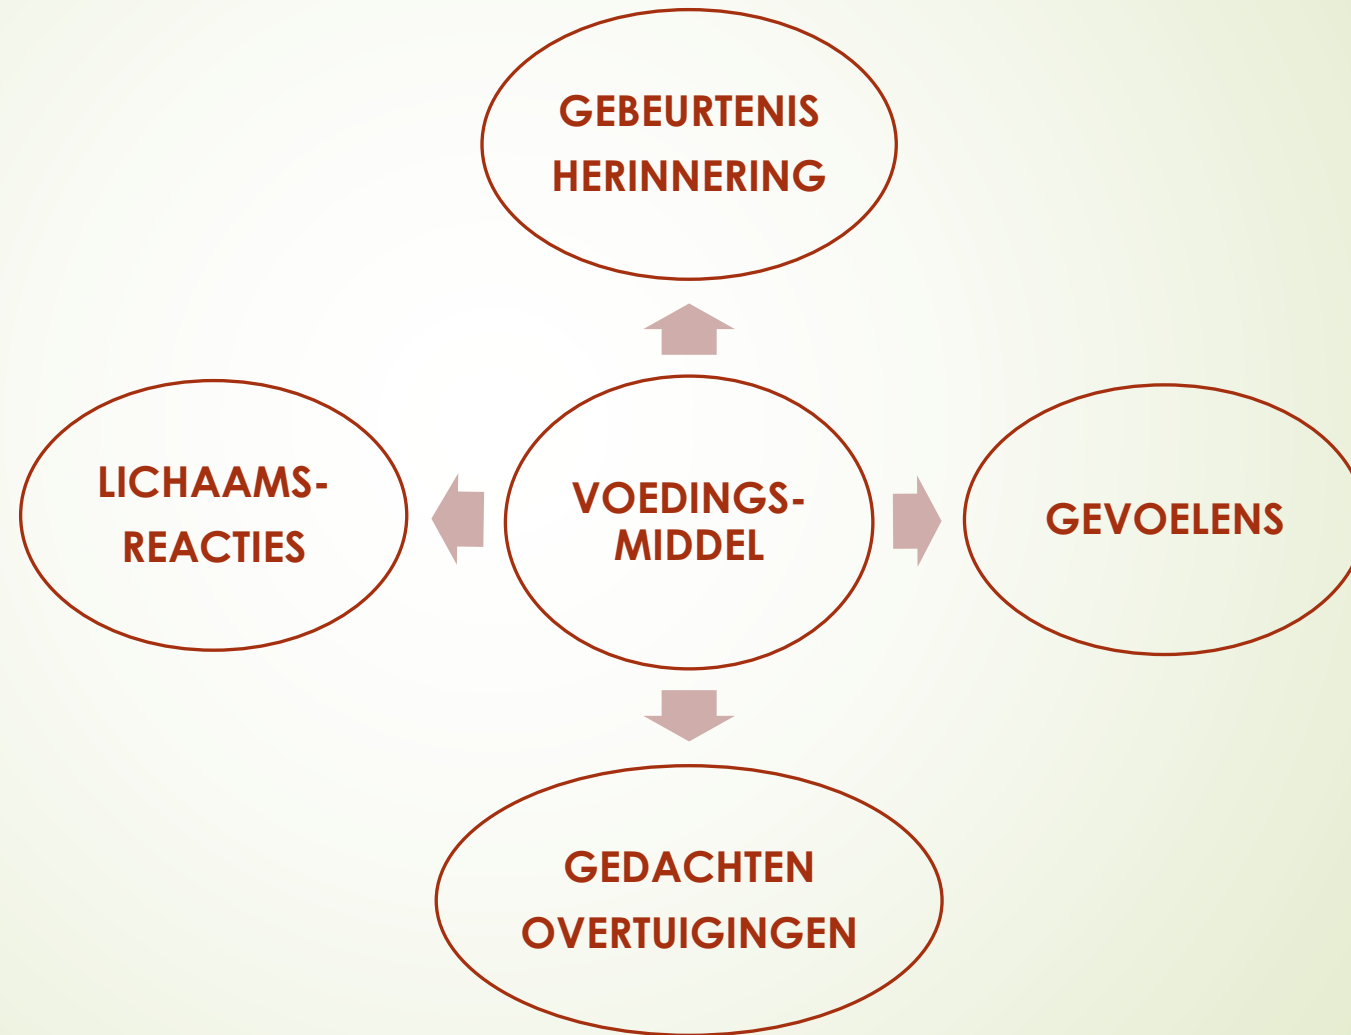 GEBEURTENIS
HERINNERING
LICHAAMS-
REACTIES
VOEDINGS-
MIDDEL
GEVOELENS
GEDACHTEN
OVERTUIGINGEN